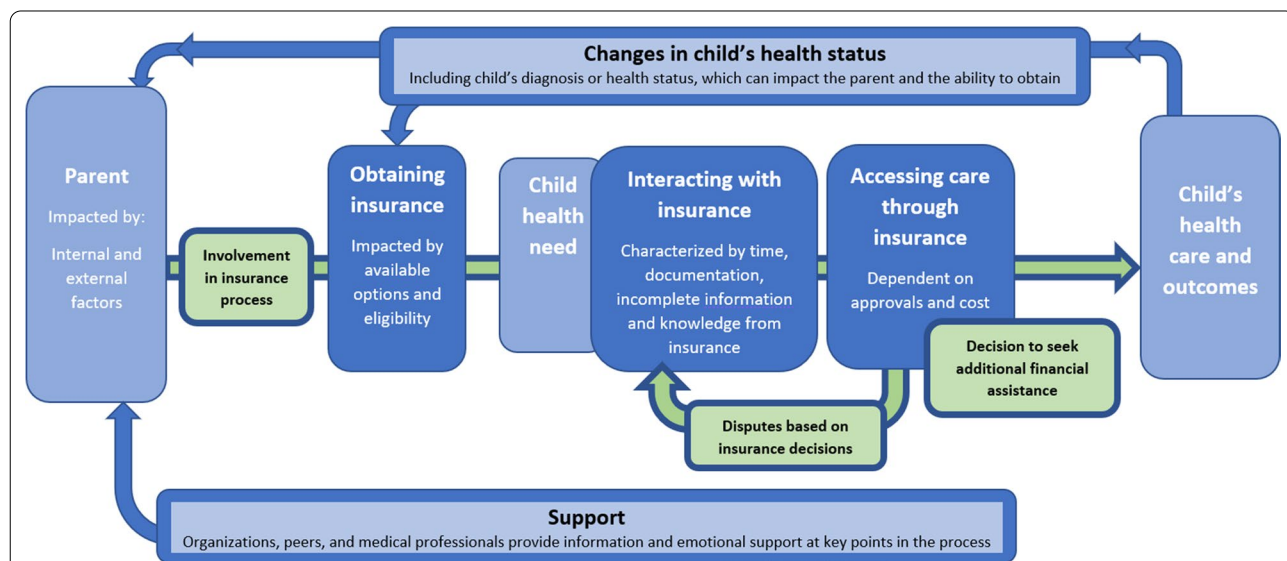 Changes in child’s health status
Including child’s diagnosis or health status, which can impact the parent and the ability to obtain
Parent
Impacted by:
Internal and
external
factors
Involvement
in insurance
process
Obtaining
insurance
Impacted by
available
options and
eligibility
Child
health
need
Interacting with
insurance
Characterized by time,
documentation,
incomplete information
and knowledge from
insurance
Accessing care
through
insurance
Dependent on
approvals and cost
Decision to seek
additional financial
assistance
Disputes based on
insurance decisions
Child’s
health
care and
outcomes
Support
Organizations, peers, and medical professionals provide information and emotional support at key points in the process